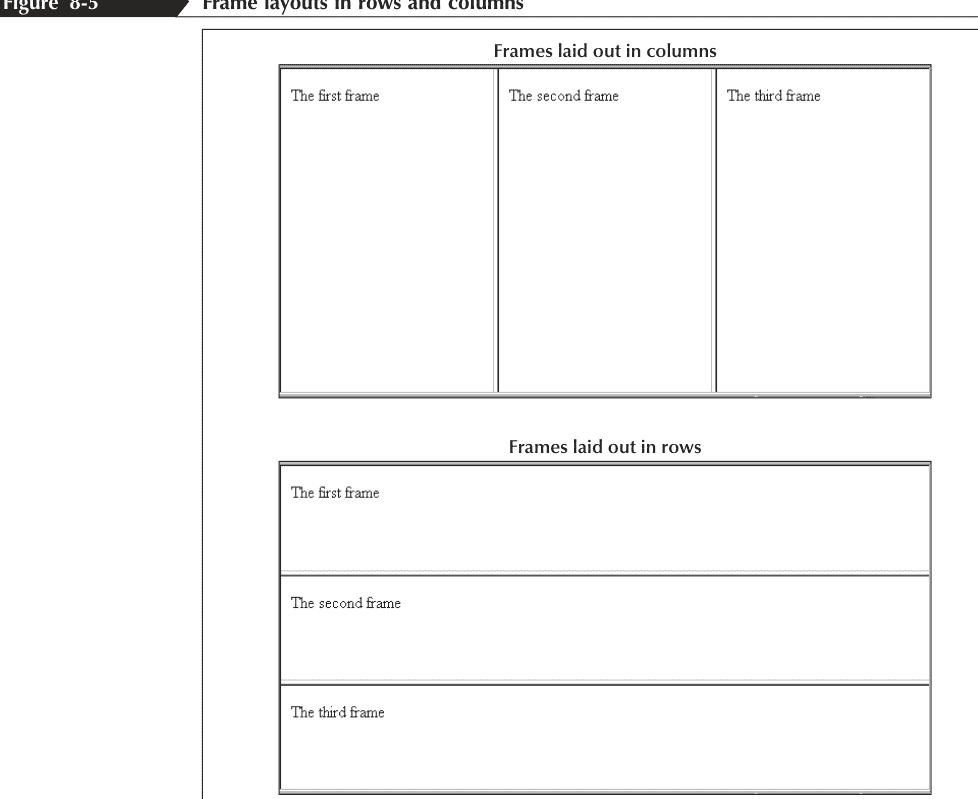 Figure 8-5 Frame layouts in rows and columns
Frames laid out in columns
The first frame The second frame The third frame
Frames laid out in rows
The first frame
The second frame
The third frame